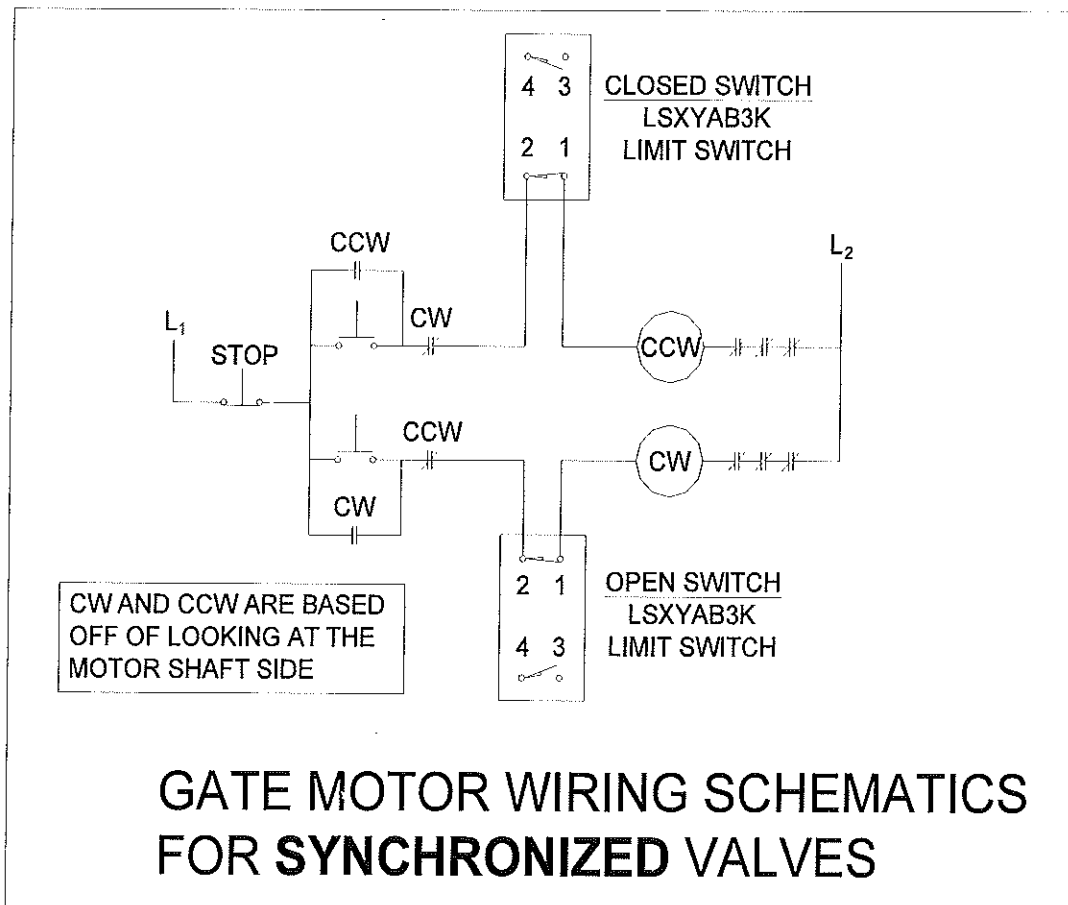 4 3
CLOSED SWITCH
LSXYAB3K
LIMIT SWITCH
2 1
CCW
L₂
L₁
CW
STOP
CCW
CCW
CW
CW
2 1
OPEN SWITCH
LSXYAB3K
LIMIT SWITCH
4 3
CW AND CCW ARE BASED
OFF OF LOOKING AT THE
MOTOR SHAFT SIDE
GATE MOTOR WIRING SCHEMATICS
FOR SYNCHRONIZED VALVES